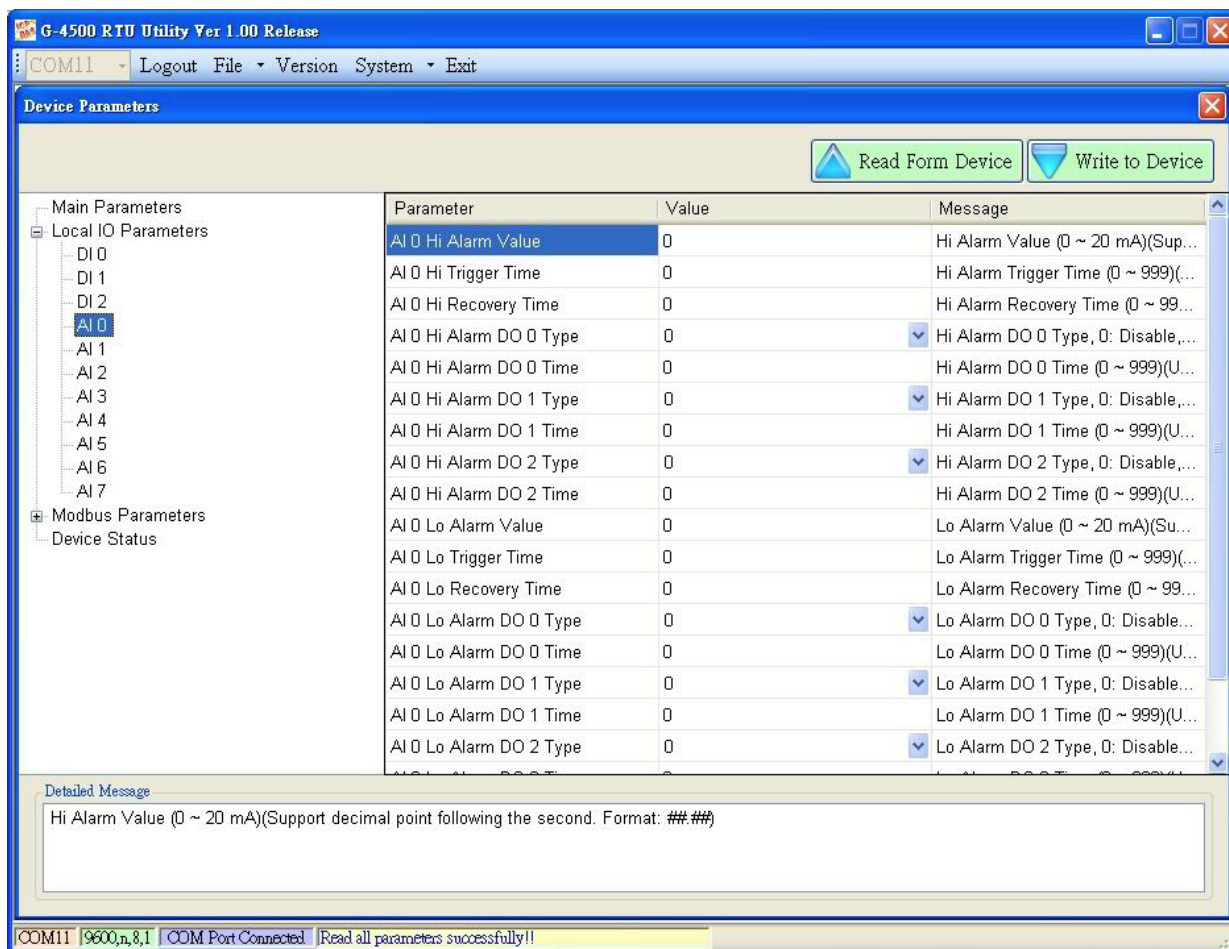 G-4500 RTU Utility Ver 1.00 Release
COM11 Logout File Version System Exit
Device Parameters
Read Form Device Write to Device
Main Parameters
Local IO Parameters
DI 0
DI 1
DI 2
AI 0
AI 1
AI 2
AI 3
AI 4
AI 5
AI 6
AI 7
Modbus Parameters
Device Status
Parameter Value Message
AI 0 Hi Alarm Value 0 Hi Alarm Value (0 ~ 20 mA)(Sup...
AI 0 Hi Trigger Time 0 Hi Alarm Trigger Time (0 ~ 999)(...
AI 0 Hi Recovery Time 0 Hi Alarm Recovery Time (0 ~ 99...
AI 0 Hi Alarm DO 0 Type 0 Hi Alarm DO 0 Type, 0: Disable,...
AI 0 Hi Alarm DO 0 Time 0 Hi Alarm DO 0 Time (0 ~ 999)(U...
AI 0 Hi Alarm DO 1 Type 0 Hi Alarm DO 1 Type, 0: Disable,...
AI 0 Hi Alarm DO 1 Time 0 Hi Alarm DO 1 Time (0 ~ 999)(U...
AI 0 Hi Alarm DO 2 Type 0 Hi Alarm DO 2 Type, 0: Disable,...
AI 0 Hi Alarm DO 2 Time 0 Hi Alarm DO 2 Time (0 ~ 999)(U...
AI 0 Lo Alarm Value 0 Lo Alarm Value (0 ~ 20 mA)(Su...
AI 0 Lo Trigger Time 0 Lo Alarm Trigger Time (0 ~ 999)(...
AI 0 Lo Recovery Time 0 Lo Alarm Recovery Time (0 ~ 99...
AI 0 Lo Alarm DO 0 Type 0 Lo Alarm DO 0 Type, 0: Disable...
AI 0 Lo Alarm DO 0 Time 0 Lo Alarm DO 0 Time (0 ~ 999)(U...
AI 0 Lo Alarm DO 1 Type 0 Lo Alarm DO 1 Type, 0: Disable...
AI 0 Lo Alarm DO 1 Time 0 Lo Alarm DO 1 Time (0 ~ 999)(U...
AI 0 Lo Alarm DO 2 Type 0 Lo Alarm DO 2 Type, 0: Disable...
Detailed Message
Hi Alarm Value (0 ~ 20 mA)(Support decimal point following the second. Format: ##.##)
COM11 9600,n,8,1 COM Port Connected Read all parameters successfully!!